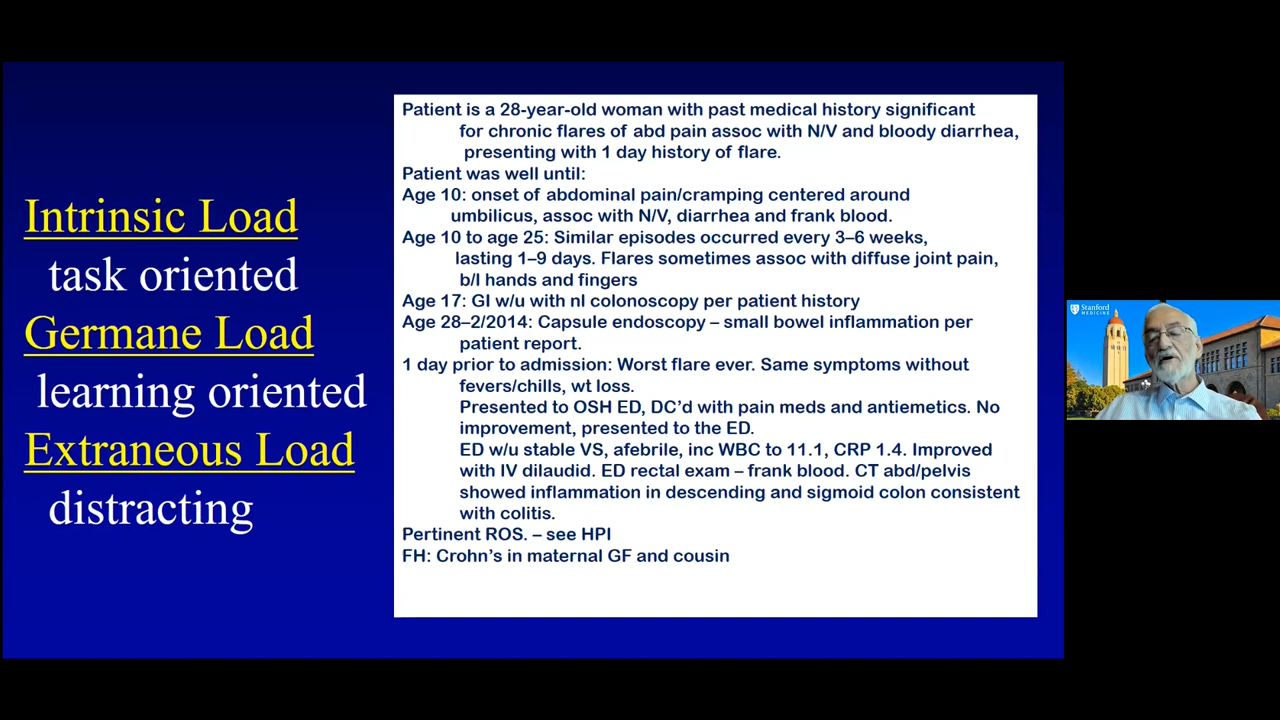 Intrinsic Load
task oriented
Germane Load
learning oriented
Extraneous Load
distracting
Patient is a 28-year-old woman with past medical history significant
for chronic flares of abd pain assoc with N/V and bloody diarrhea,
presenting with 1 day history of flare.
Patient was well until:
Age 10: onset of abdominal pain/cramping centered around
umbilicus, assoc with N/V, diarrhea and frank blood.
Age 10 to age 25: Similar episodes occurred every 3–6 weeks,
lasting 1–9 days. Flares sometimes assoc with diffuse joint pain,
b/l hands and fingers
Age 17: GI w/u with nl colonoscopy per patient history
Age 28–2/2014: Capsule endoscopy – small bowel inflammation per
patient report.
1 day prior to admission: Worst flare ever. Same symptoms without
fevers/chills, wt loss.
Presented to OSH ED, DC’d with pain meds and antiemetics. No
improvement, presented to the ED.
ED w/u stable VS, afebrile, inc WBC to 11.1, CRP 1.4. Improved
with IV dilaudid. ED rectal exam – frank blood. CT abd/pelvis
showed inflammation in descending and sigmoid colon consistent
with colitis.
Pertinent ROS. – see HPI
FH: Crohn’s in maternal GF and cousin
Stanford
MEDICINE